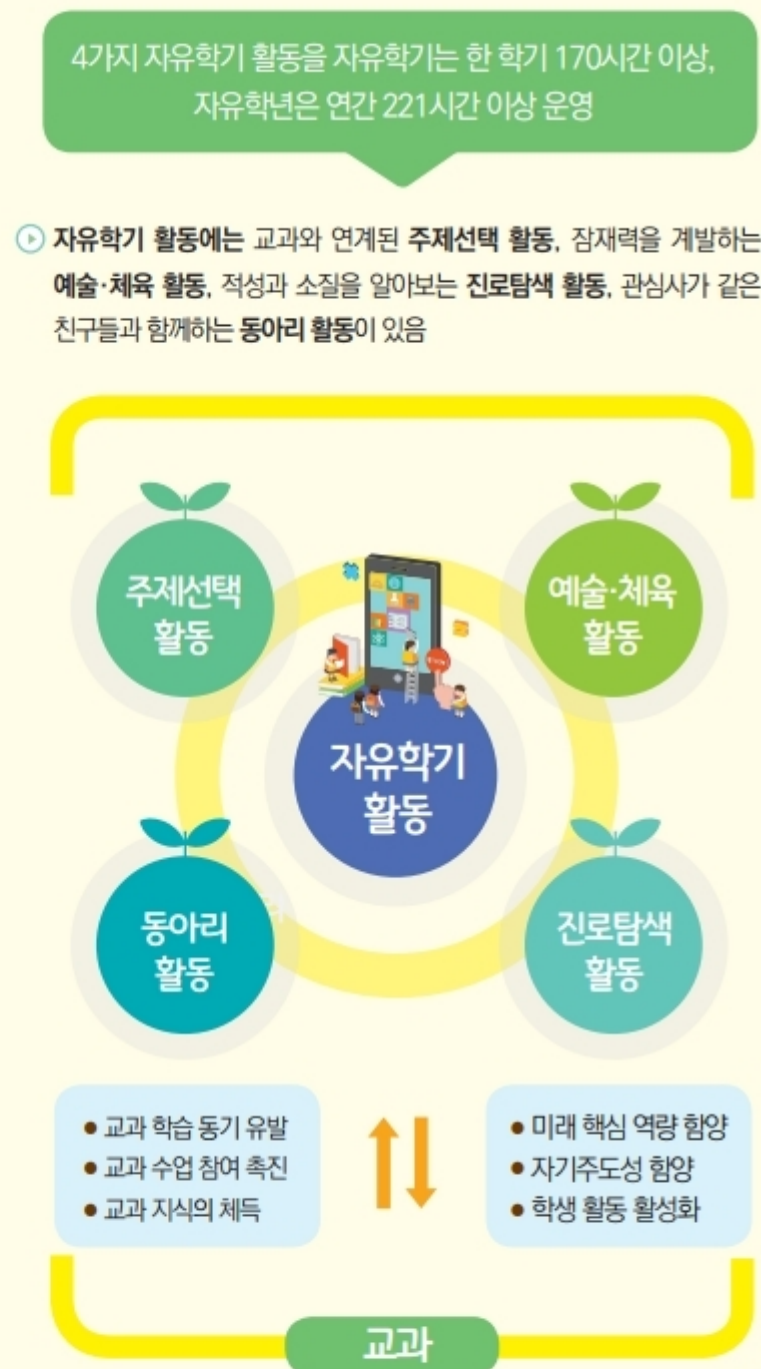 4가지 자유학기 활동을 자유학기는 한 학기 170시간 이상,
자유학년은 연간 221시간 이상 운영
자유학기 활동에는 교과와 연계된 주제선택 활동, 잠재력을 계발하는
예술·체육 활동, 적성과 소질을 알아보는 진로탐색 활동, 관심사가 같은
친구들과 함께하는 동아리 활동이 있음
주제선택
활동
예술·체육
활동
자유학기
활동
동아리
활동
진로탐색
활동
● 교과 학습 동기 유발
● 교과 수업 참여 촉진
● 교과 지식의 체득
● 미래 핵심 역량 함양
● 자기주도성 함양
● 학생 활동 활성화
교과